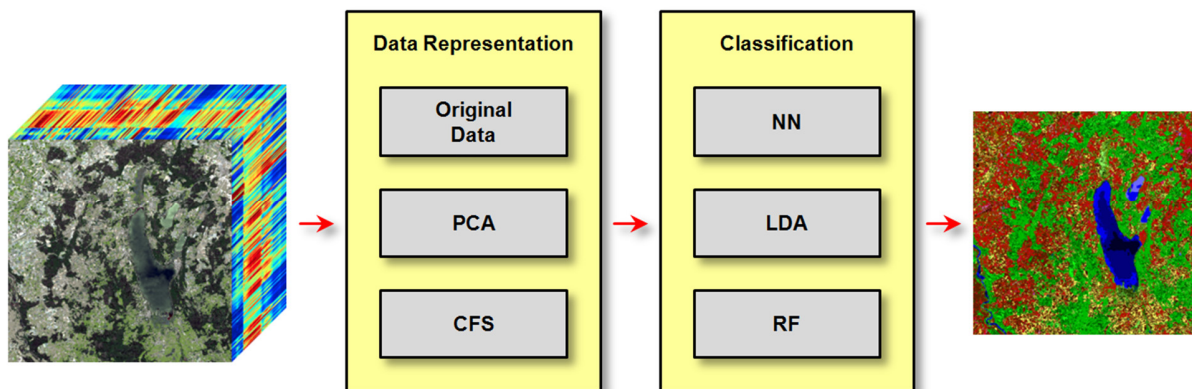 Data Representation
Original
Data
PCA
CFS
Classification
NN
LDA
RF